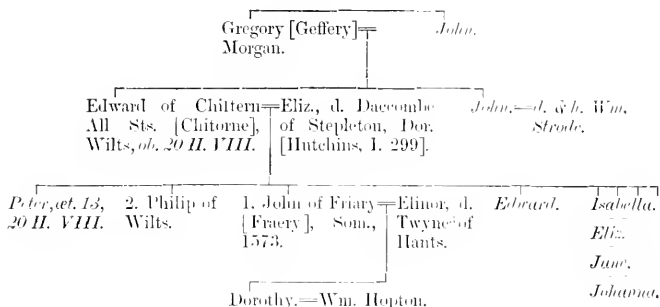 Gregory [Geffery]= John.
Morgan.
Edward of Chiltern=Eliz., d. Daccombe John.=d. & h. Wm.
All Sts. [Chitorne], of Stepleton, Dor. Strode.
Wilts, ob. 20 H. VIII. [Hutchins, I. 299].
Peter, æt. 13, 2. Philip of 1. John of Friary=Elinor, d. Edward. Isabella.
20 H. VIII. Wilts. [Fraery], Som., Twyne of Eliz.
1573. Hants. Jane.
Johanna.
Dorothy.=Wm. Hopton.